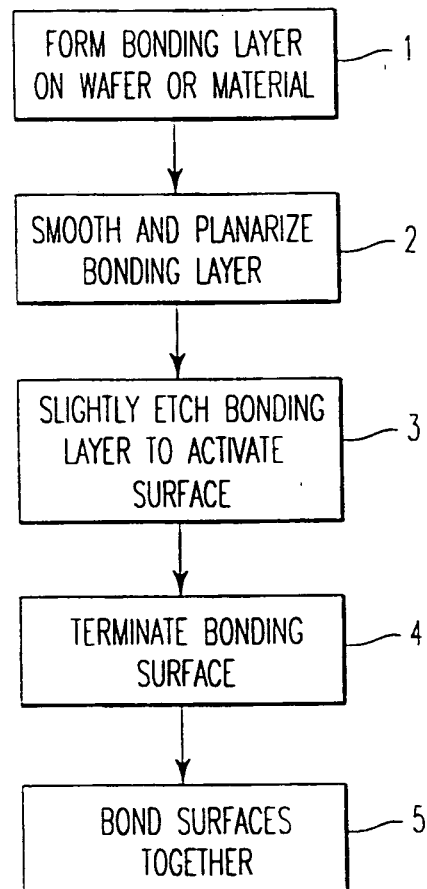 FORM BONDING LAYER
ON WAFER OR MATERIAL
1
SMOOTH AND PLANARIZE
BONDING LAYER
2
SLIGHTLY ETCH BONDING
LAYER TO ACTIVATE
SURFACE
3
TERMINATE BONDING
SURFACE
4
BOND SURFACES
TOGETHER
5